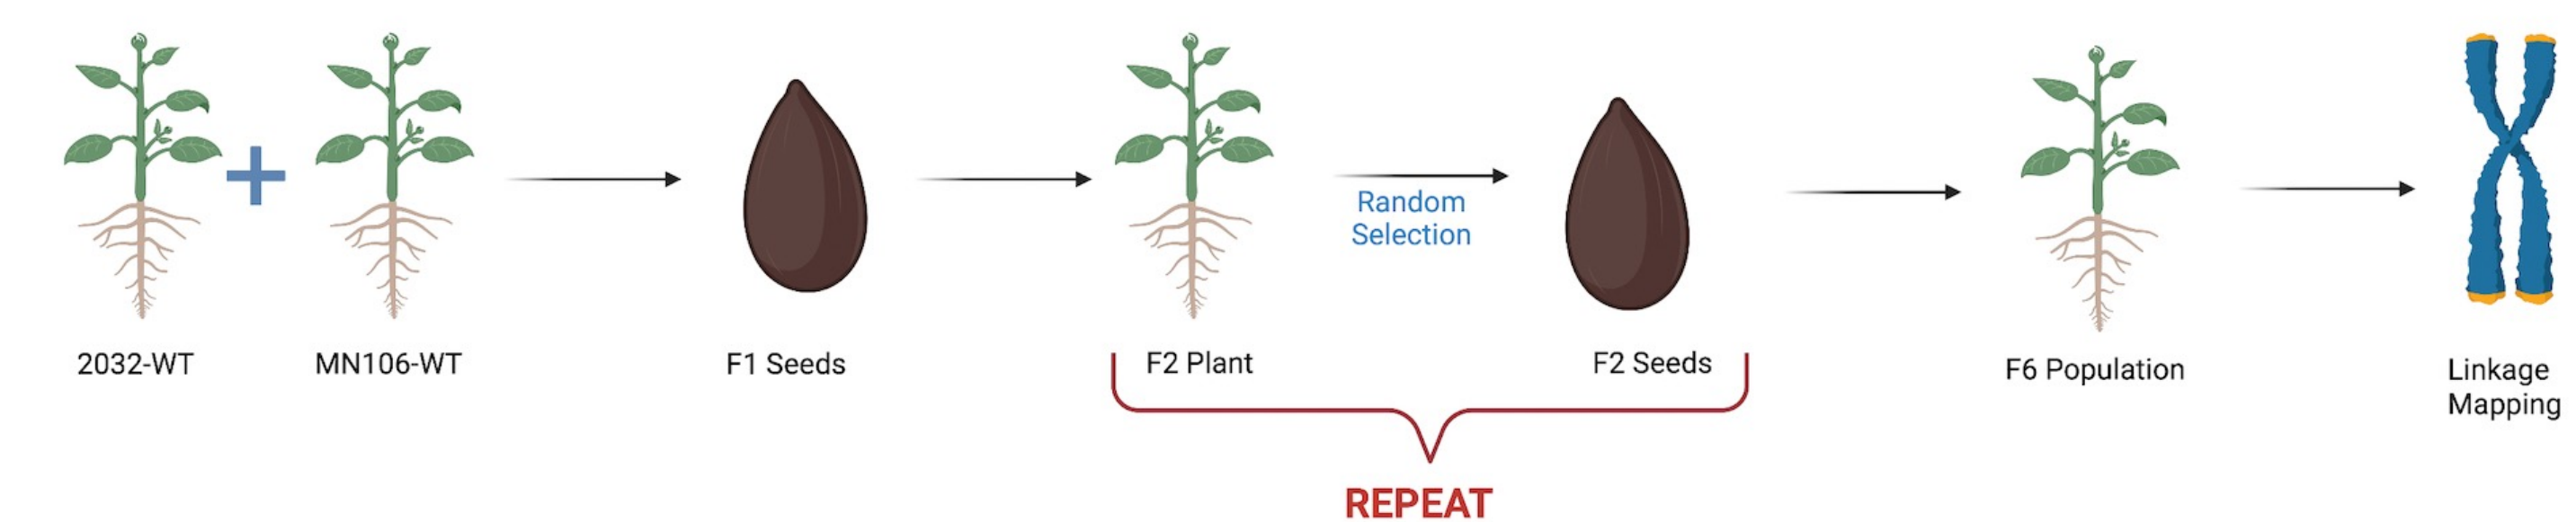 2032-WT
MN106-WT
F1 Seeds
F2 Plant
Random
Selection
F2 Seeds
F6 Population
Linkage
Mapping
REPEAT